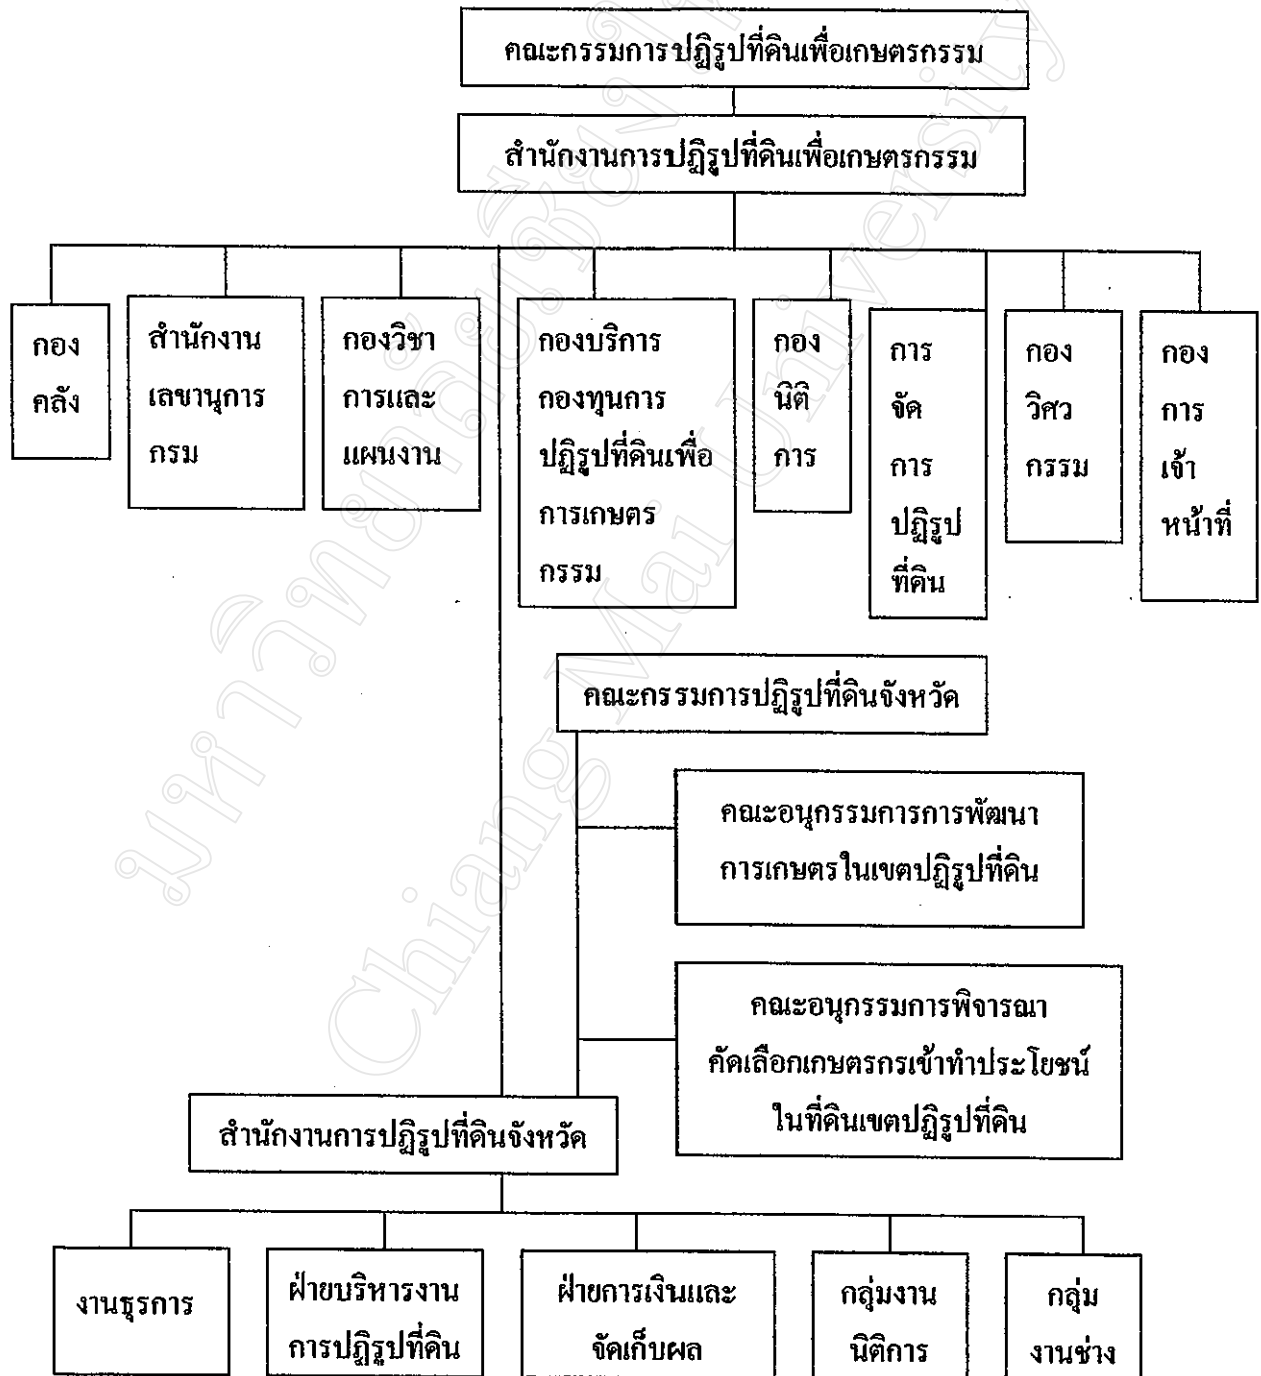 คณะกรรมการปฏิรูปที่ดินเพื่อเกษตรกรรม
สำนักงานการปฏิรูปที่ดินเพื่อเกษตรกรรม
กอง
คลัง
สำนักงาน
เลขานุการ
กรม
กองวิชา
การและ
แผนงาน
กองบริการ
กองทุนการ
ปฏิรูปที่ดินเพื่อ
การเกษตร
กรรม
กอง
นิติ
การ
การ
จัด
การ
ปฏิรูป
ที่ดิน
กอง
วิศว
กรรม
กอง
การ
เจ้า
หน้าที่
คณะกรรมการปฏิรูปที่ดินจังหวัด
คณะอนุกรรมการการพัฒนา
การเกษตรในเขตปฏิรูปที่ดิน
คณะอนุกรรมการพิจารณา
คัดเลือกเกษตรกรเข้าทำประโยชน์
ในที่ดินเขตปฏิรูปที่ดิน
สำนักงานการปฏิรูปที่ดินจังหวัด
งานธุรการ
ฝ่ายบริหารงาน
การปฏิรูปที่ดิน
ฝ่ายการเงินและ
จัดเก็บผล
กลุ่มงาน
นิติการ
กลุ่ม
งานช่าง
มหาวิทยาลัยเชียงใหม่
Chiang Mai University